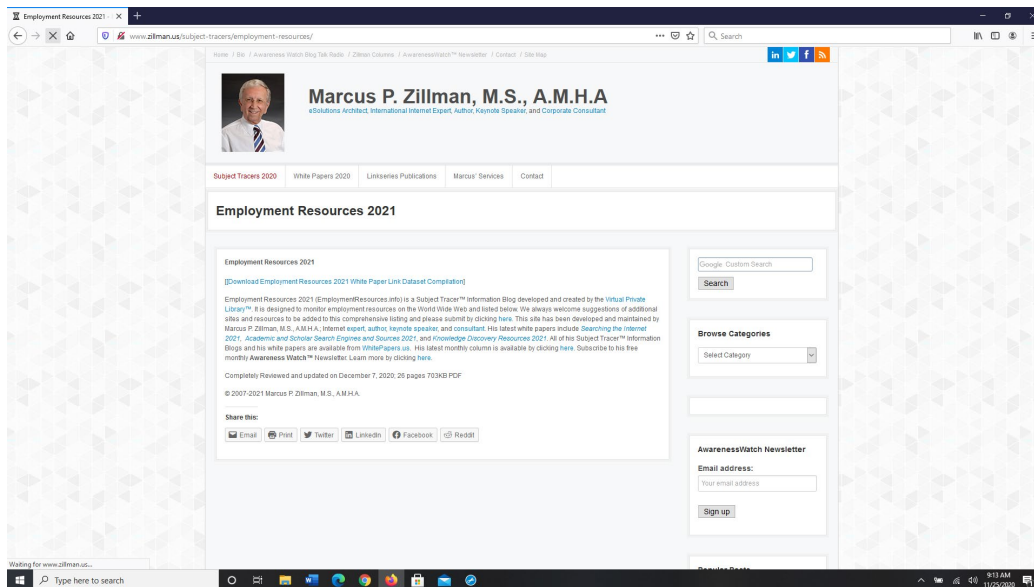 Employment Resources 2021 -
www.zillman.us/subject-tracers/employment-resources/
Search
Home / Bio / Awareness Watch Blog Talk Radio / Zillman Columns / AwarenessWatch™ Newsletter / Contact / Site Map
Marcus P. Zillman, M.S., A.M.H.A
eSolutions Architect, International Internet Expert, Author, Keynote Speaker, and Corporate Consultant
Subject Tracers 2020 White Papers 2020 Linkseries Publications Marcus' Services Contact
Employment Resources 2021
Employment Resources 2021
[[Download Employment Resources 2021 White Paper Link Dataset Compilation]
Employment Resources 2021 (EmploymentResources.info) is a Subject Tracer™ Information Blog developed and created by the Virtual Private
Library™. It is designed to monitor employment resources on the World Wide Web and listed below. We always welcome suggestions of additional
sites and resources to be added to this comprehensive listing and please submit by clicking here. This site has been developed and maintained by
Marcus P. Zillman, M.S., A.M.H.A.; Internet expert, author, keynote speaker, and consultant. His latest white papers include Searching the Internet
2021, Academic and Scholar Search Engines and Sources 2021, and Knowledge Discovery Resources 2021. All of his Subject Tracer™ Information
Blogs and his white papers are available from WhitePapers.us. His latest monthly column is available by clicking here. Subscribe to his free
monthly Awareness Watch™ Newsletter. Learn more by clicking here.
Completely Reviewed and updated on December 7, 2020; 26 pages 703KB PDF
© 2007-2021 Marcus P. Zillman, M.S., A.M.H.A.
Share this:
Email Print Twitter LinkedIn Facebook Reddit
Google Custom Search
Search
Browse Categories
Select Category
AwarenessWatch Newsletter
Email address:
Your email address
Sign up
Popular Posts
Waiting for www.zillman.us...
Type here to search
9:13 AM
11/25/2020